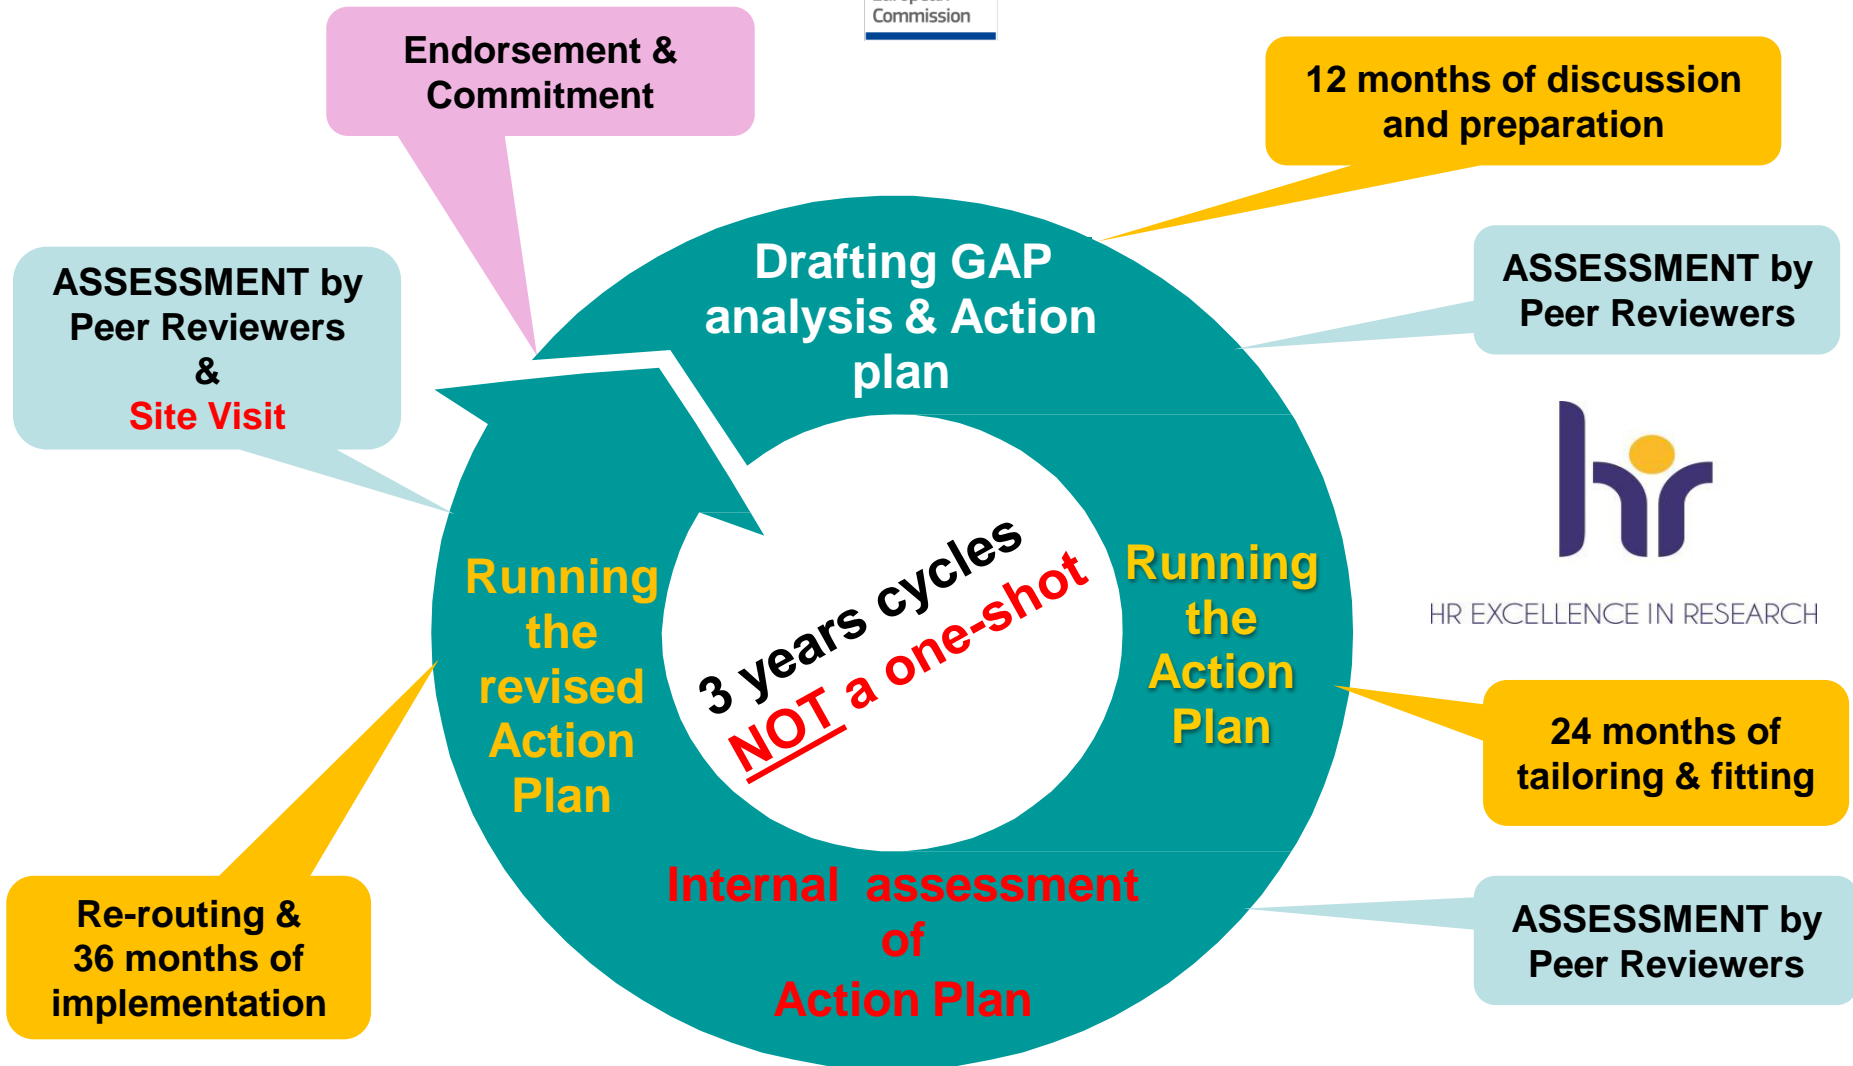 Commission
Endorsement &
Commitment
12 months of discussion
and preparation
ASSESSMENT by
Peer Reviewers
&
Site Visit
Drafting GAP
analysis & Action
plan
ASSESSMENT by
Peer Reviewers
hr
HR EXCELLENCE IN RESEARCH
Running
the
revised
Action
Plan
3 years cycles
NOT a one-shot
Running
the
Action
Plan
24 months of
tailoring & fitting
Internal assessment
of
Action Plan
Re-routing &
36 months of
implementation
ASSESSMENT by
Peer Reviewers